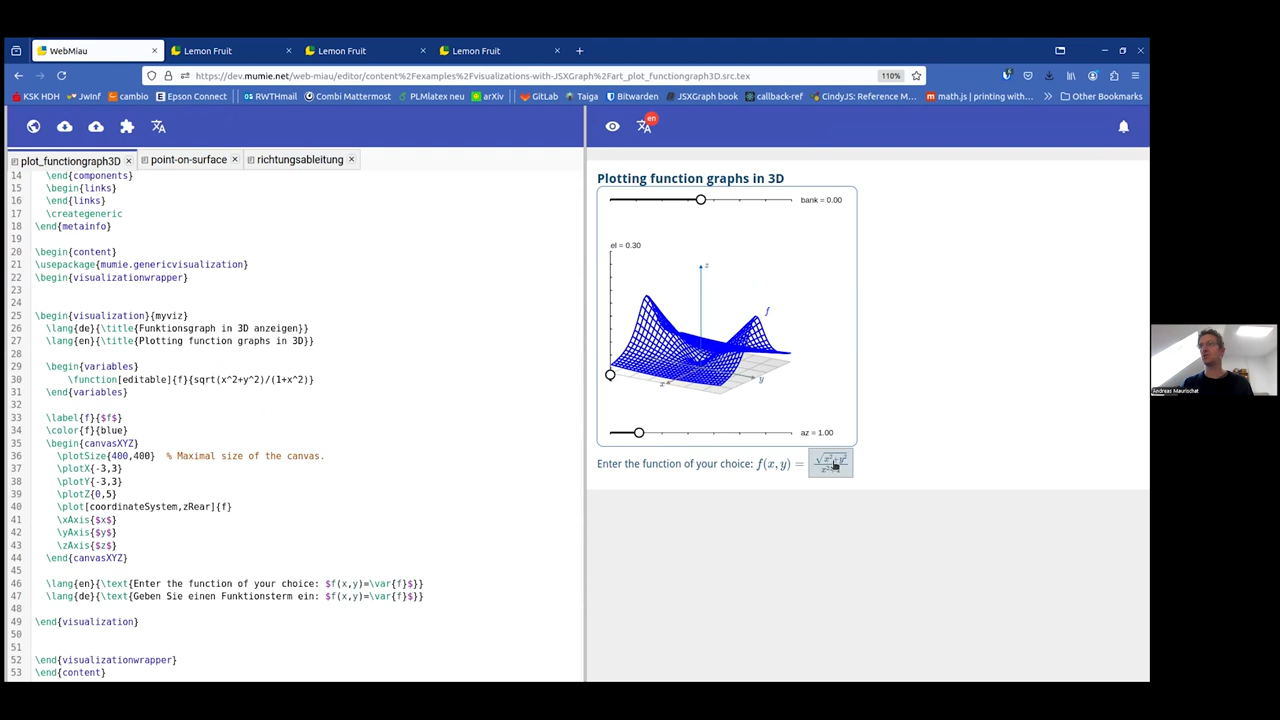 WebMiau
Lemon Fruit
Lemon Fruit
Lemon Fruit
https://dev.mumie.net/web-miau/editor/content%2Fexamples%2Fvisualizations-with-JSXGraph%2Fart_plot_functiongraph3D.src.tex
110%
KSK HDH
JwInf
cambio
Epson Connect
RWTHmail
Combi Mattermost
PLMlatex neu
arXiv
GitLab
Taiga
Bitwarden
JSXGraph book
callback-ref
CindyJS: Reference M...
math.js | printing with...
Other Bookmarks
en
plot_functiongraph3D
point-on-surface
richtungsableitung
14 \end{components}
15 \begin{links}
16 \end{links}
17 \creategeneric
18 \end{metainfo}
19
20 \begin{content}
21 \usepackage{mumie.genericvisualization}
22 \begin{visualizationwrapper}
23
24
25 \begin{visualization}{myviz}
26 \lang{de}{\title{Funktionsgraph in 3D anzeigen}}
27 \lang{en}{\title{Plotting function graphs in 3D}}
28
29 \begin{variables}
30 \function[editable]{f}{sqrt(x^2+y^2)/(1+x^2)}
31 \end{variables}
32
33 \label{f}{$f$}
34 \color{f}{blue}
35 \begin{canvasXYZ}
36 \plotSize{400,400} % Maximal size of the canvas.
37 \plotX{-3,3}
38 \plotY{-3,3}
39 \plotZ{0,5}
40 \plot[coordinateSystem,zRear]{f}
41 \xAxis{$x$}
42 \yAxis{$y$}
43 \zAxis{$z$}
44 \end{canvasXYZ}
45
46 \lang{en}{\text{Enter the function of your choice: $f(x,y)=\var{f}$}}
47 \lang{de}{\text{Geben Sie einen Funktionsterm ein: $f(x,y)=\var{f}$}}
48
49 \end{visualization}
50
51
52 \end{visualizationwrapper}
53 \end{content}
Plotting function graphs in 3D
bank = 0.00
el = 0.30
z
f
x
y
az = 1.00
Enter the function of your choice: f(x, y) =
Andreas Maurischat